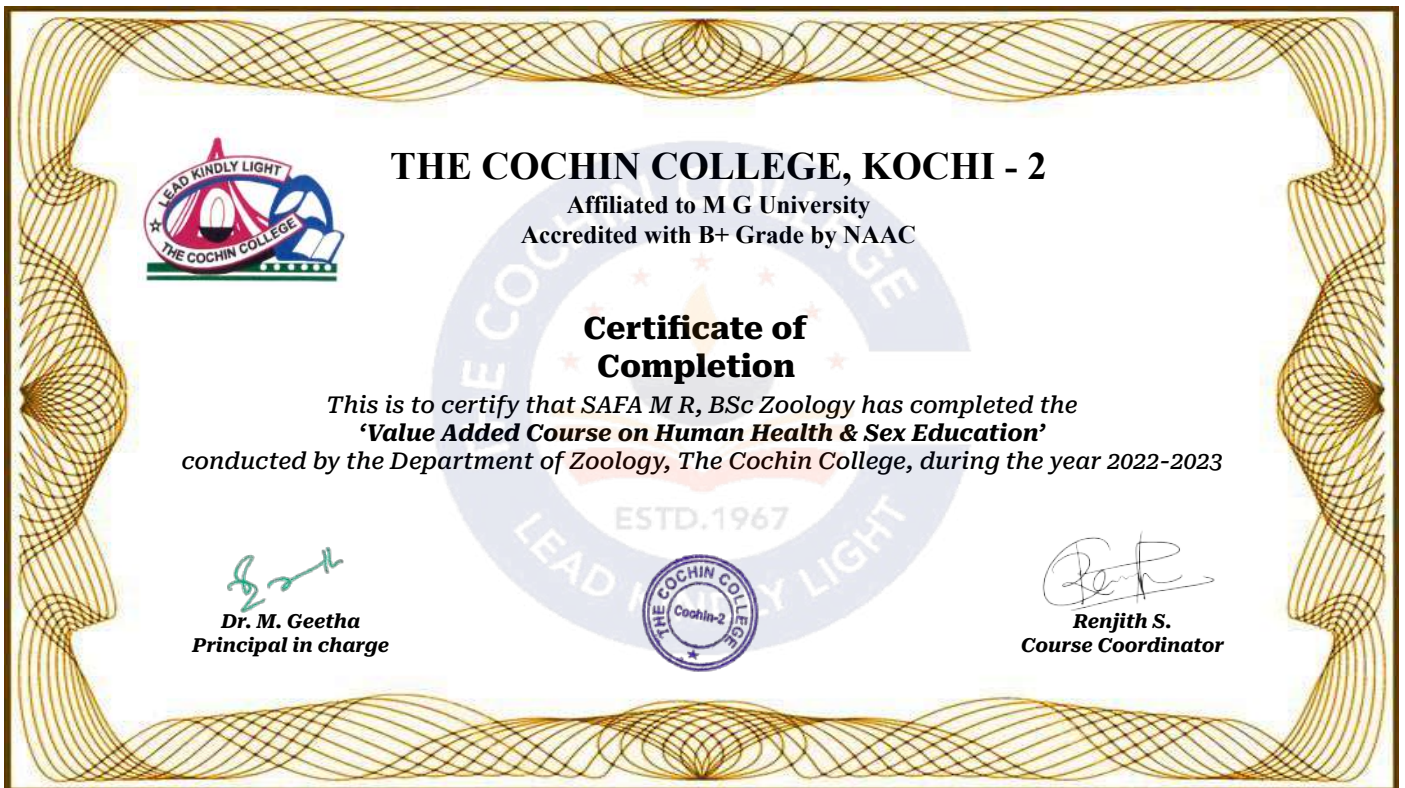 LEAD KINDLY LIGHT
THE COCHIN COLLEGE
THE COCHIN COLLEGE, KOCHI - 2
Affiliated to M G University
Accredited with B+ Grade by NAAC
THE COCHIN COLLEGE
Certificate of
Completion
This is to certify that SAFA M R, BSc Zoology has completed the
‘Value Added Course on Human Health & Sex Education’
conducted by the Department of Zoology, The Cochin College, during the year 2022-2023
ESTD.1967
LEAD KINDLY LIGHT
THE COCHIN COLLEGE
Cochin-2
Dr. M. Geetha
Principal in charge
Renjith S.
Course Coordinator